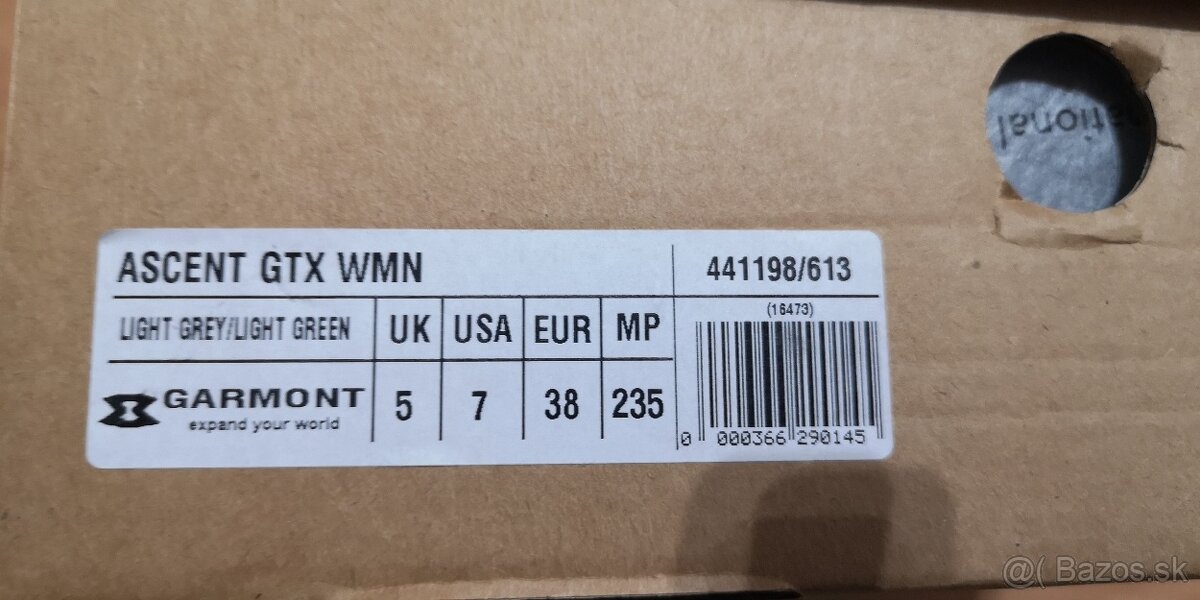 ational
ASCENT GTX WMN
441198/613
(16473)
LIGHT GREY/LIGHT GREEN
UK USA EUR MP
GARMONT
expand your world
5 7 38 235
0 000366 290145
@( Bazos.sk